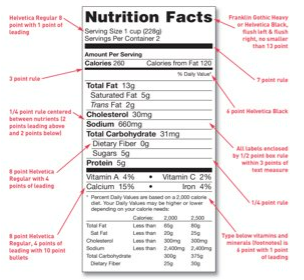 Helvetica Regular 8
point with 1 point of
leading
3 point rule
1/4 point rule centered
between nutrients (2
points leading above
and 2 points below)
8 point Helvetica
Regular with 4
points of
leading
8 point Helvetica
Regular, 4 points of
leading with 10 point
bullets
Nutrition Facts
Serving Size 1 cup (228g)
Servings Per Container 2
Amount Per Serving
Calories 260 Calories from Fat 120
% Daily Value*
Total Fat 13g
Saturated Fat 5g
Trans Fat 2g
Cholesterol 30mg
Sodium 660mg
Total Carbohydrate 31mg
Dietary Fiber 0g
Sugars 5g
Protein 5g
Vitamin A 4% • Vitamin C 2%
Calcium 15% • Iron 4%
* Percent Daily Values are based on a 2,000 calorie
diet. Your Daily Values may be higher or lower
depending on your calorie needs:
Calories: 2,000 2,500
Total Fat Less than 65g 80g
Sat Fat Less than 20g 25g
Cholesterol Less than 300mg 300mg
Sodium Less than 2,400mg 2,400mg
Total Carbohydrate 300g 375g
Dietary Fiber 25g 30g
Franklin Gothic Heavy
or Helvetica Black,
flush left & flush
right, no smaller
than 13 point
7 point rule
6 point Helvetica Black
All labels enclosed
by 1/2 point box rule
within 3 points of
text measure
1/4 point rule
Type below vitamins and
minerals (footnotes) is
6 point with 1 point
of leading